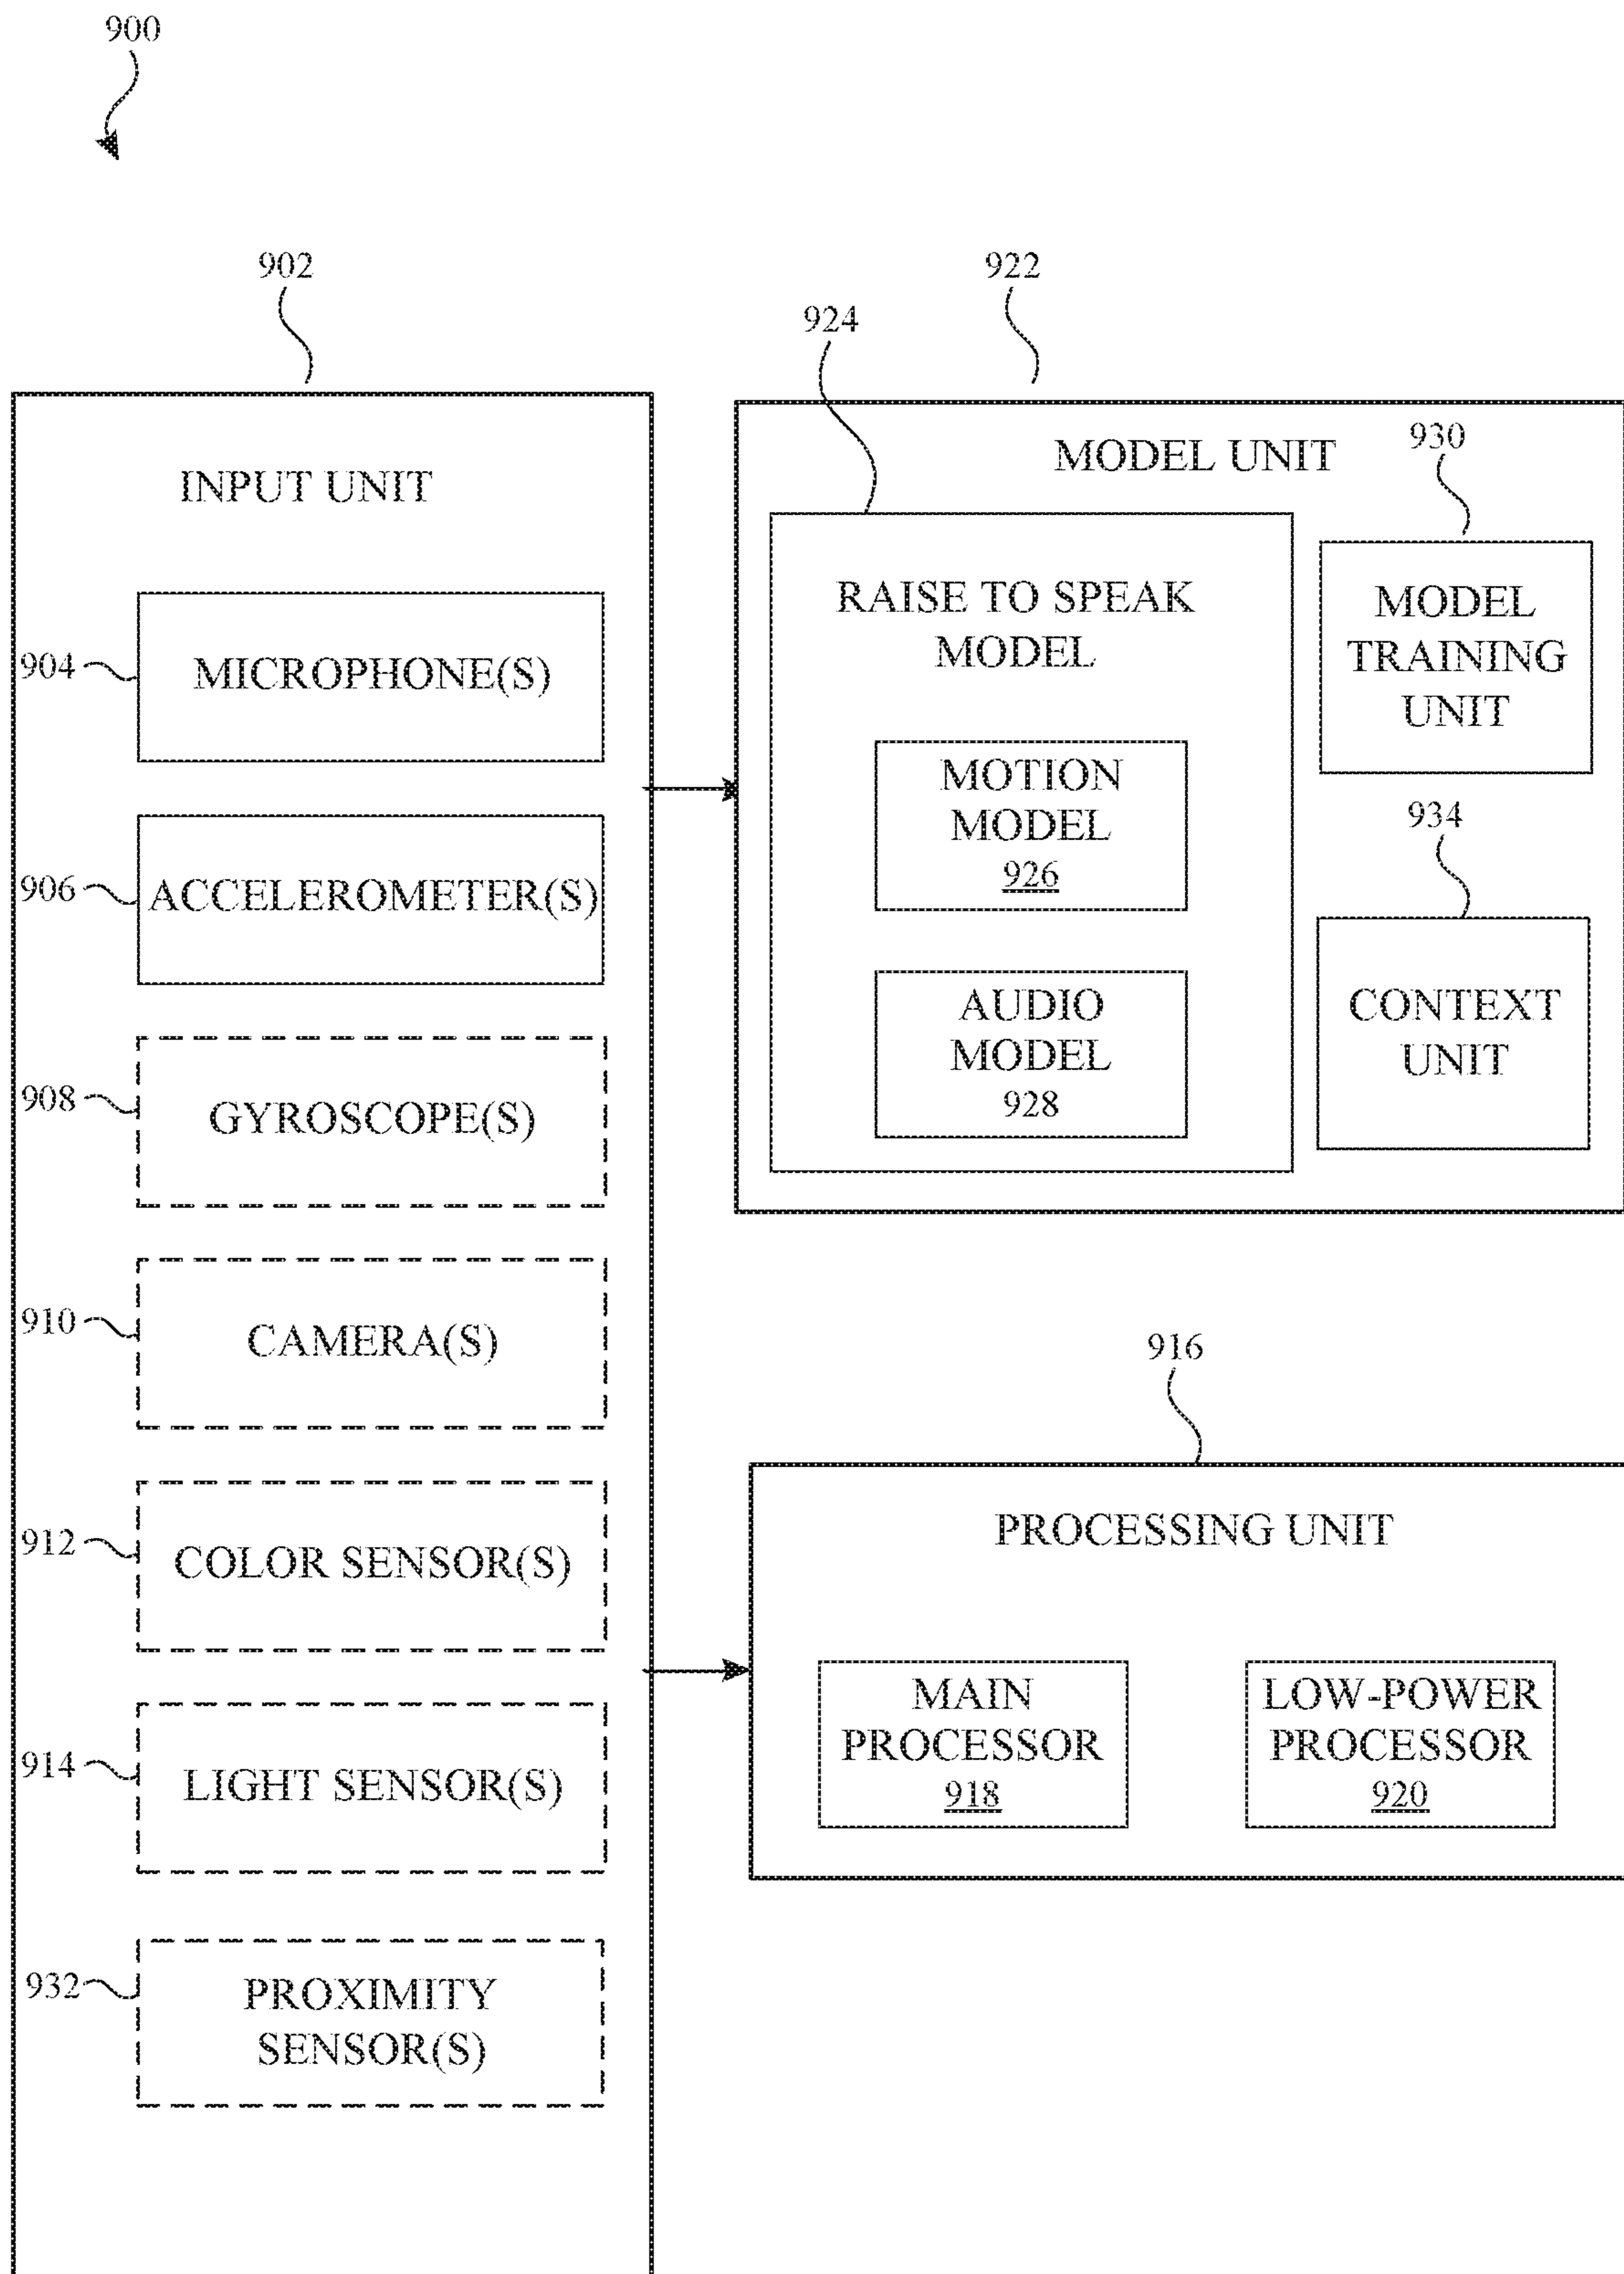 900
902
INPUT UNIT
904
MICROPHONE(S)
906
ACCELEROMETER(S)
908
GYROSCOPE(S)
910
CAMERA(S)
912
COLOR SENSOR(S)
914
LIGHT SENSOR(S)
932
PROXIMITY
SENSOR(S)
922
924
MODEL UNIT
RAISE TO SPEAK
MODEL
MOTION
MODEL
926
AUDIO
MODEL
928
930
MODEL
TRAINING
UNIT
934
CONTEXT
UNIT
916
PROCESSING UNIT
MAIN
PROCESSOR
918
LOW-POWER
PROCESSOR
920